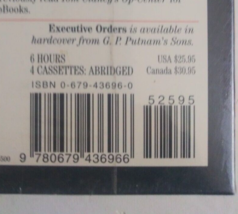 eBooks.
Executive Orders is available in
hardcover from G. P. Putnam's Sons.
6 HOURS USA $25.95
4 CASSETTES; ABRIDGED Canada $30.95
ISBN 0-679-43696-0
52595
9 780679 436966